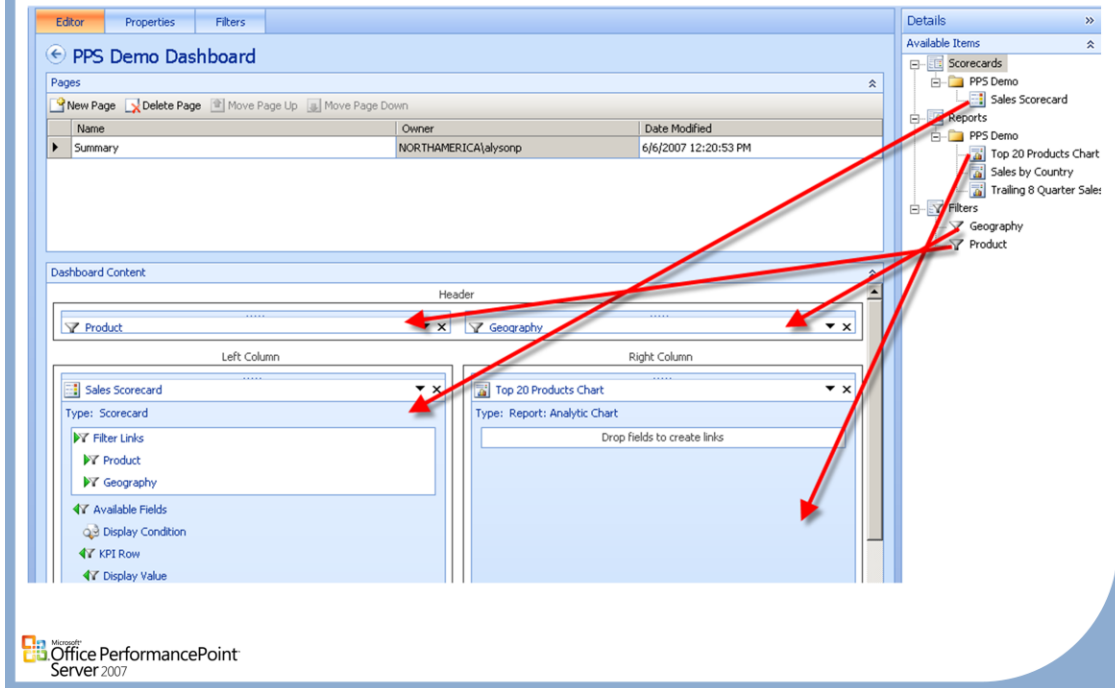 Editor Properties Filters
PPS Demo Dashboard
Pages
New Page Delete Page Move Page Up Move Page Down
Name Owner Date Modified
Summary NORTHAMERICA\alysonp 6/6/2007 12:20:53 PM
Dashboard Content
Header
Product Geography
Left Column Right Column
Sales Scorecard Top 20 Products Chart
Type: Scorecard Type: Report: Analytic Chart
Filter Links Drop fields to create links
Product
Geography
Available Fields
Display Condition
KPI Row
Display Value
Details
Available Items
Scorecards
PPS Demo
Sales Scorecard
Reports
PPS Demo
Top 20 Products Chart
Sales by Country
Trailing 8 Quarter Sales
Filters
Geography
Product
Microsoft
Office PerformancePoint
Server 2007